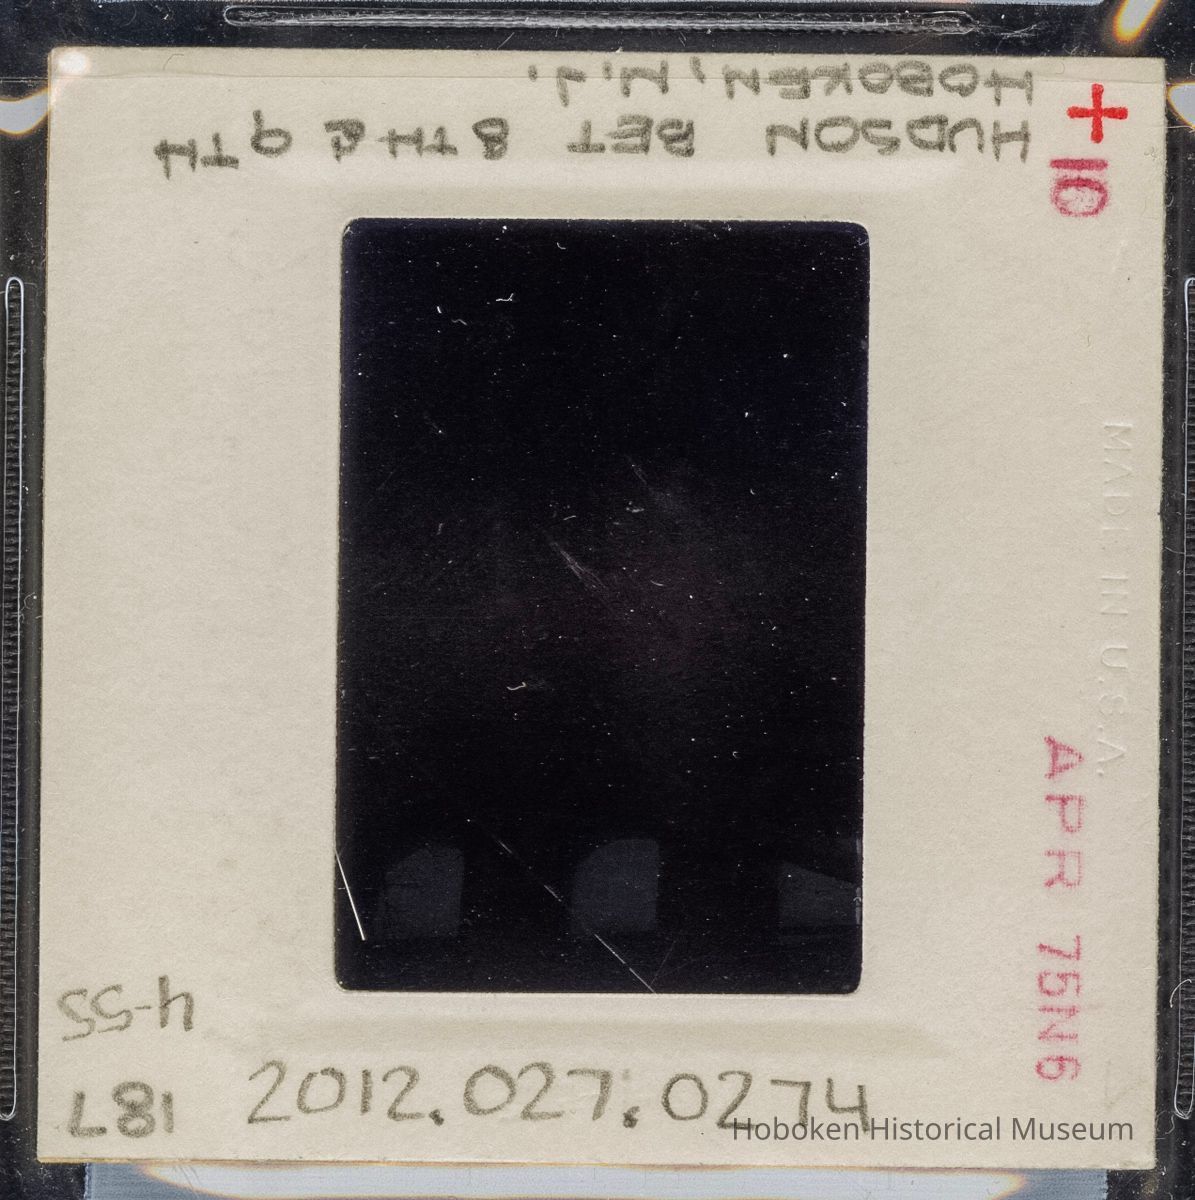 HUDSON BET 8TH & 9TH
HOBOKEN, N.J.
+10
MADE IN U.S.A.
APR 75N6
4-55
187
2012.027.0274
Hoboken Historical Museum